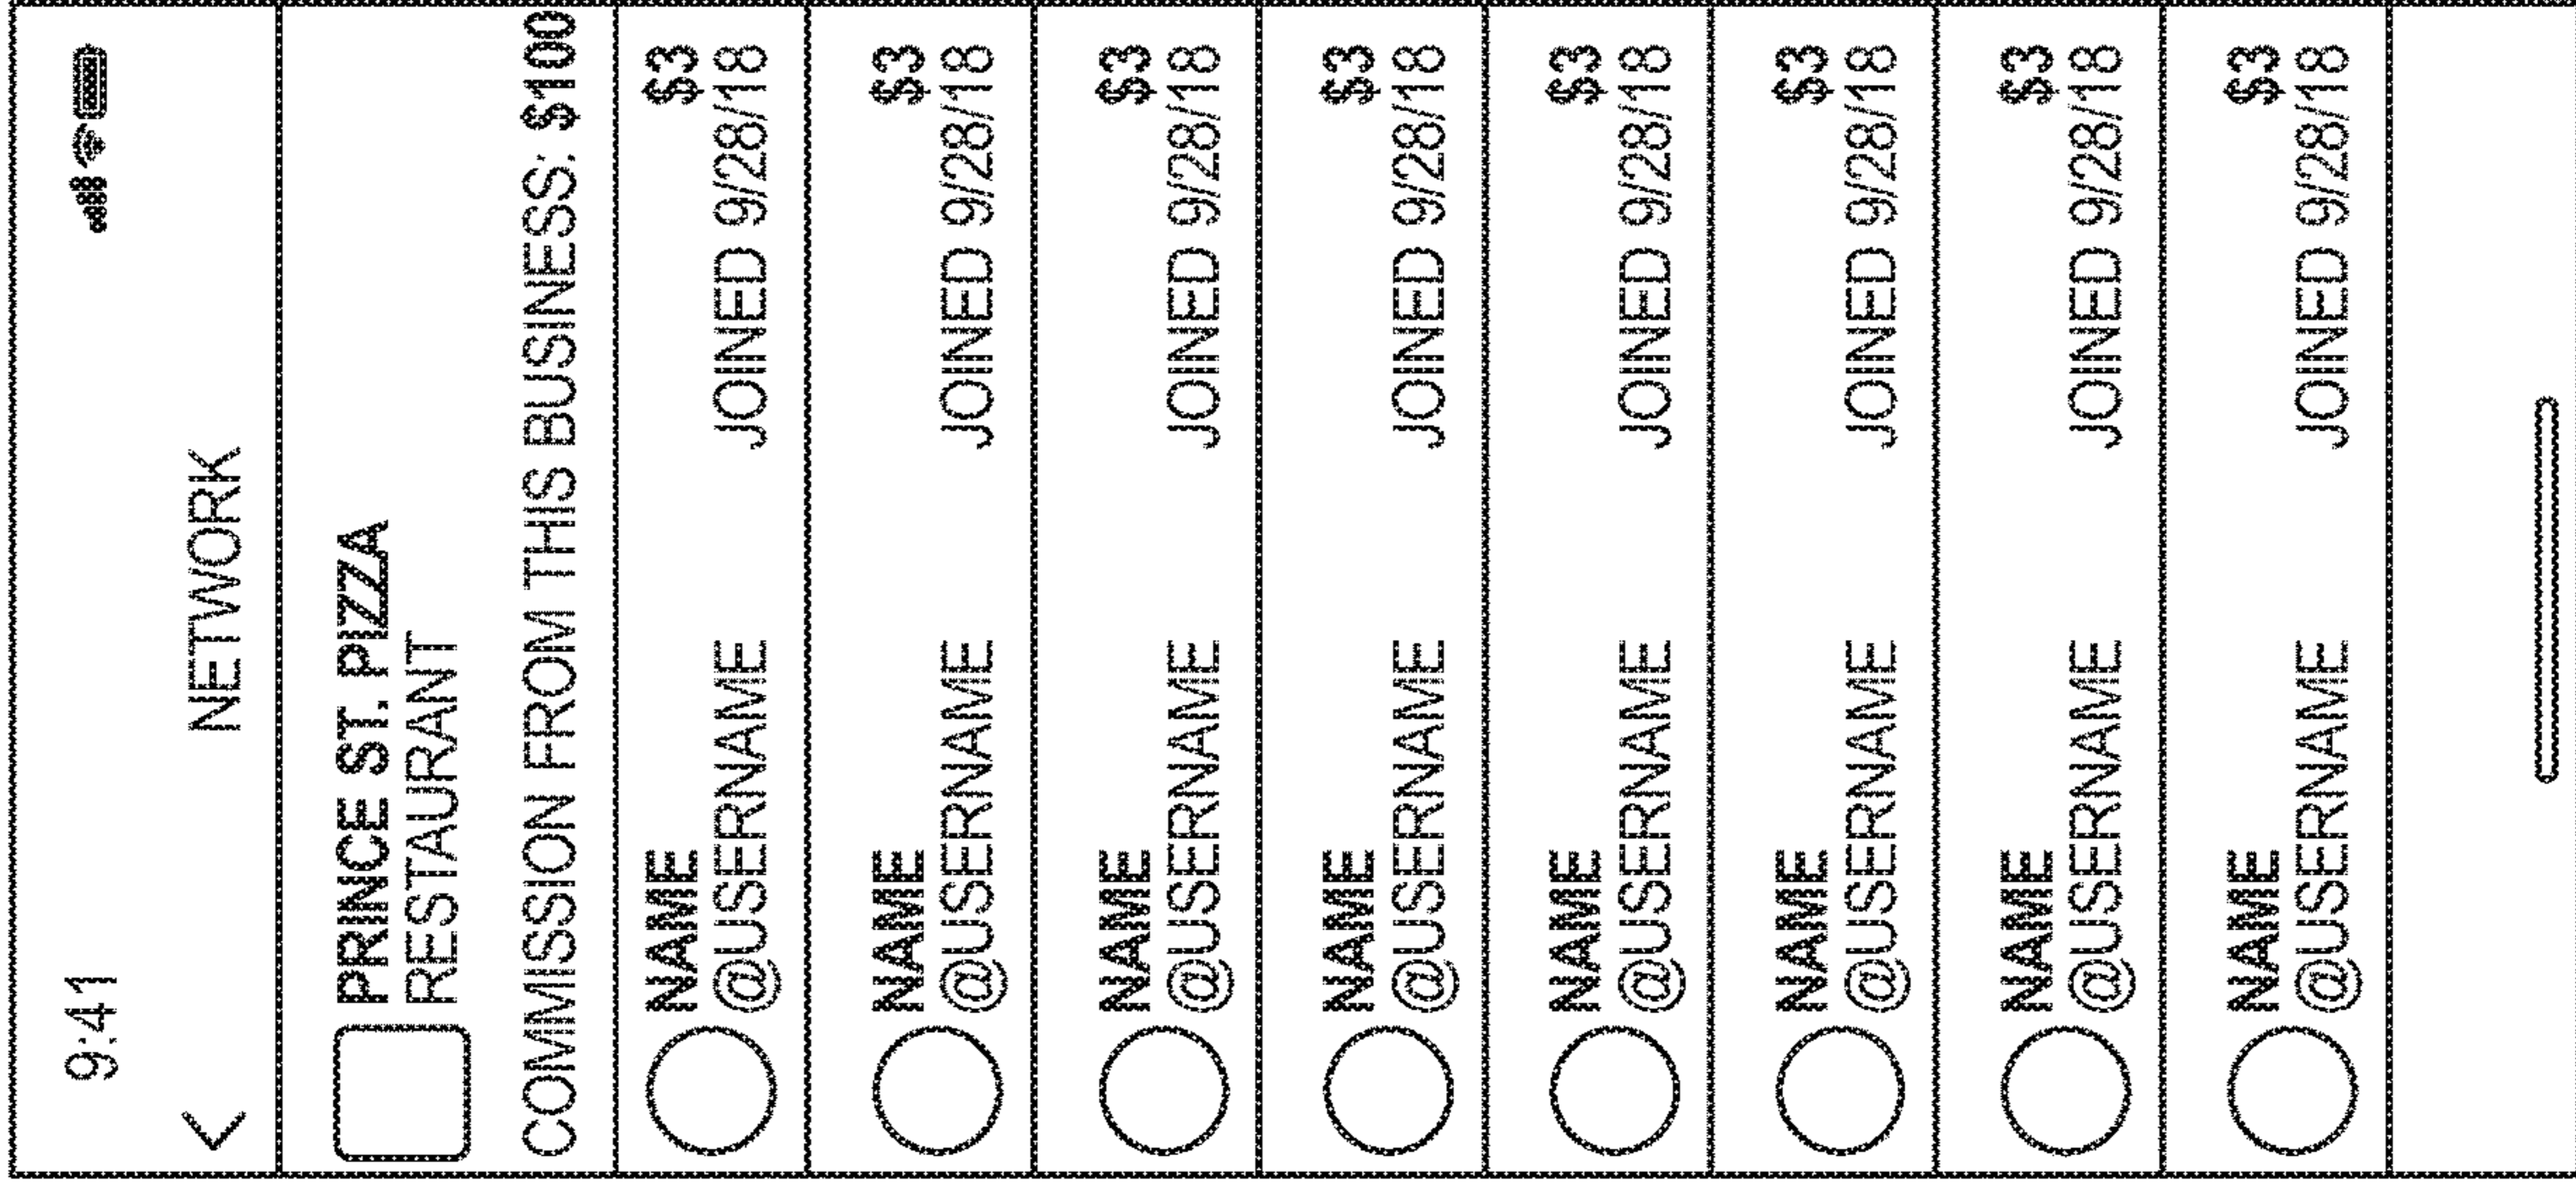 9:41
NETWORK
PRINCE ST. PIZZA
RESTAURANT
COMMISSION FROM THIS BUSINESS: $100
NAME $3
@USERNAME JOINED 9/28/18
NAME $3
@USERNAME JOINED 9/28/18
NAME $3
@USERNAME JOINED 9/28/18
NAME $3
@USERNAME JOINED 9/28/18
NAME $3
@USERNAME JOINED 9/28/18
NAME $3
@USERNAME JOINED 9/28/18
NAME $3
@USERNAME JOINED 9/28/18
NAME $3
@USERNAME JOINED 9/28/18